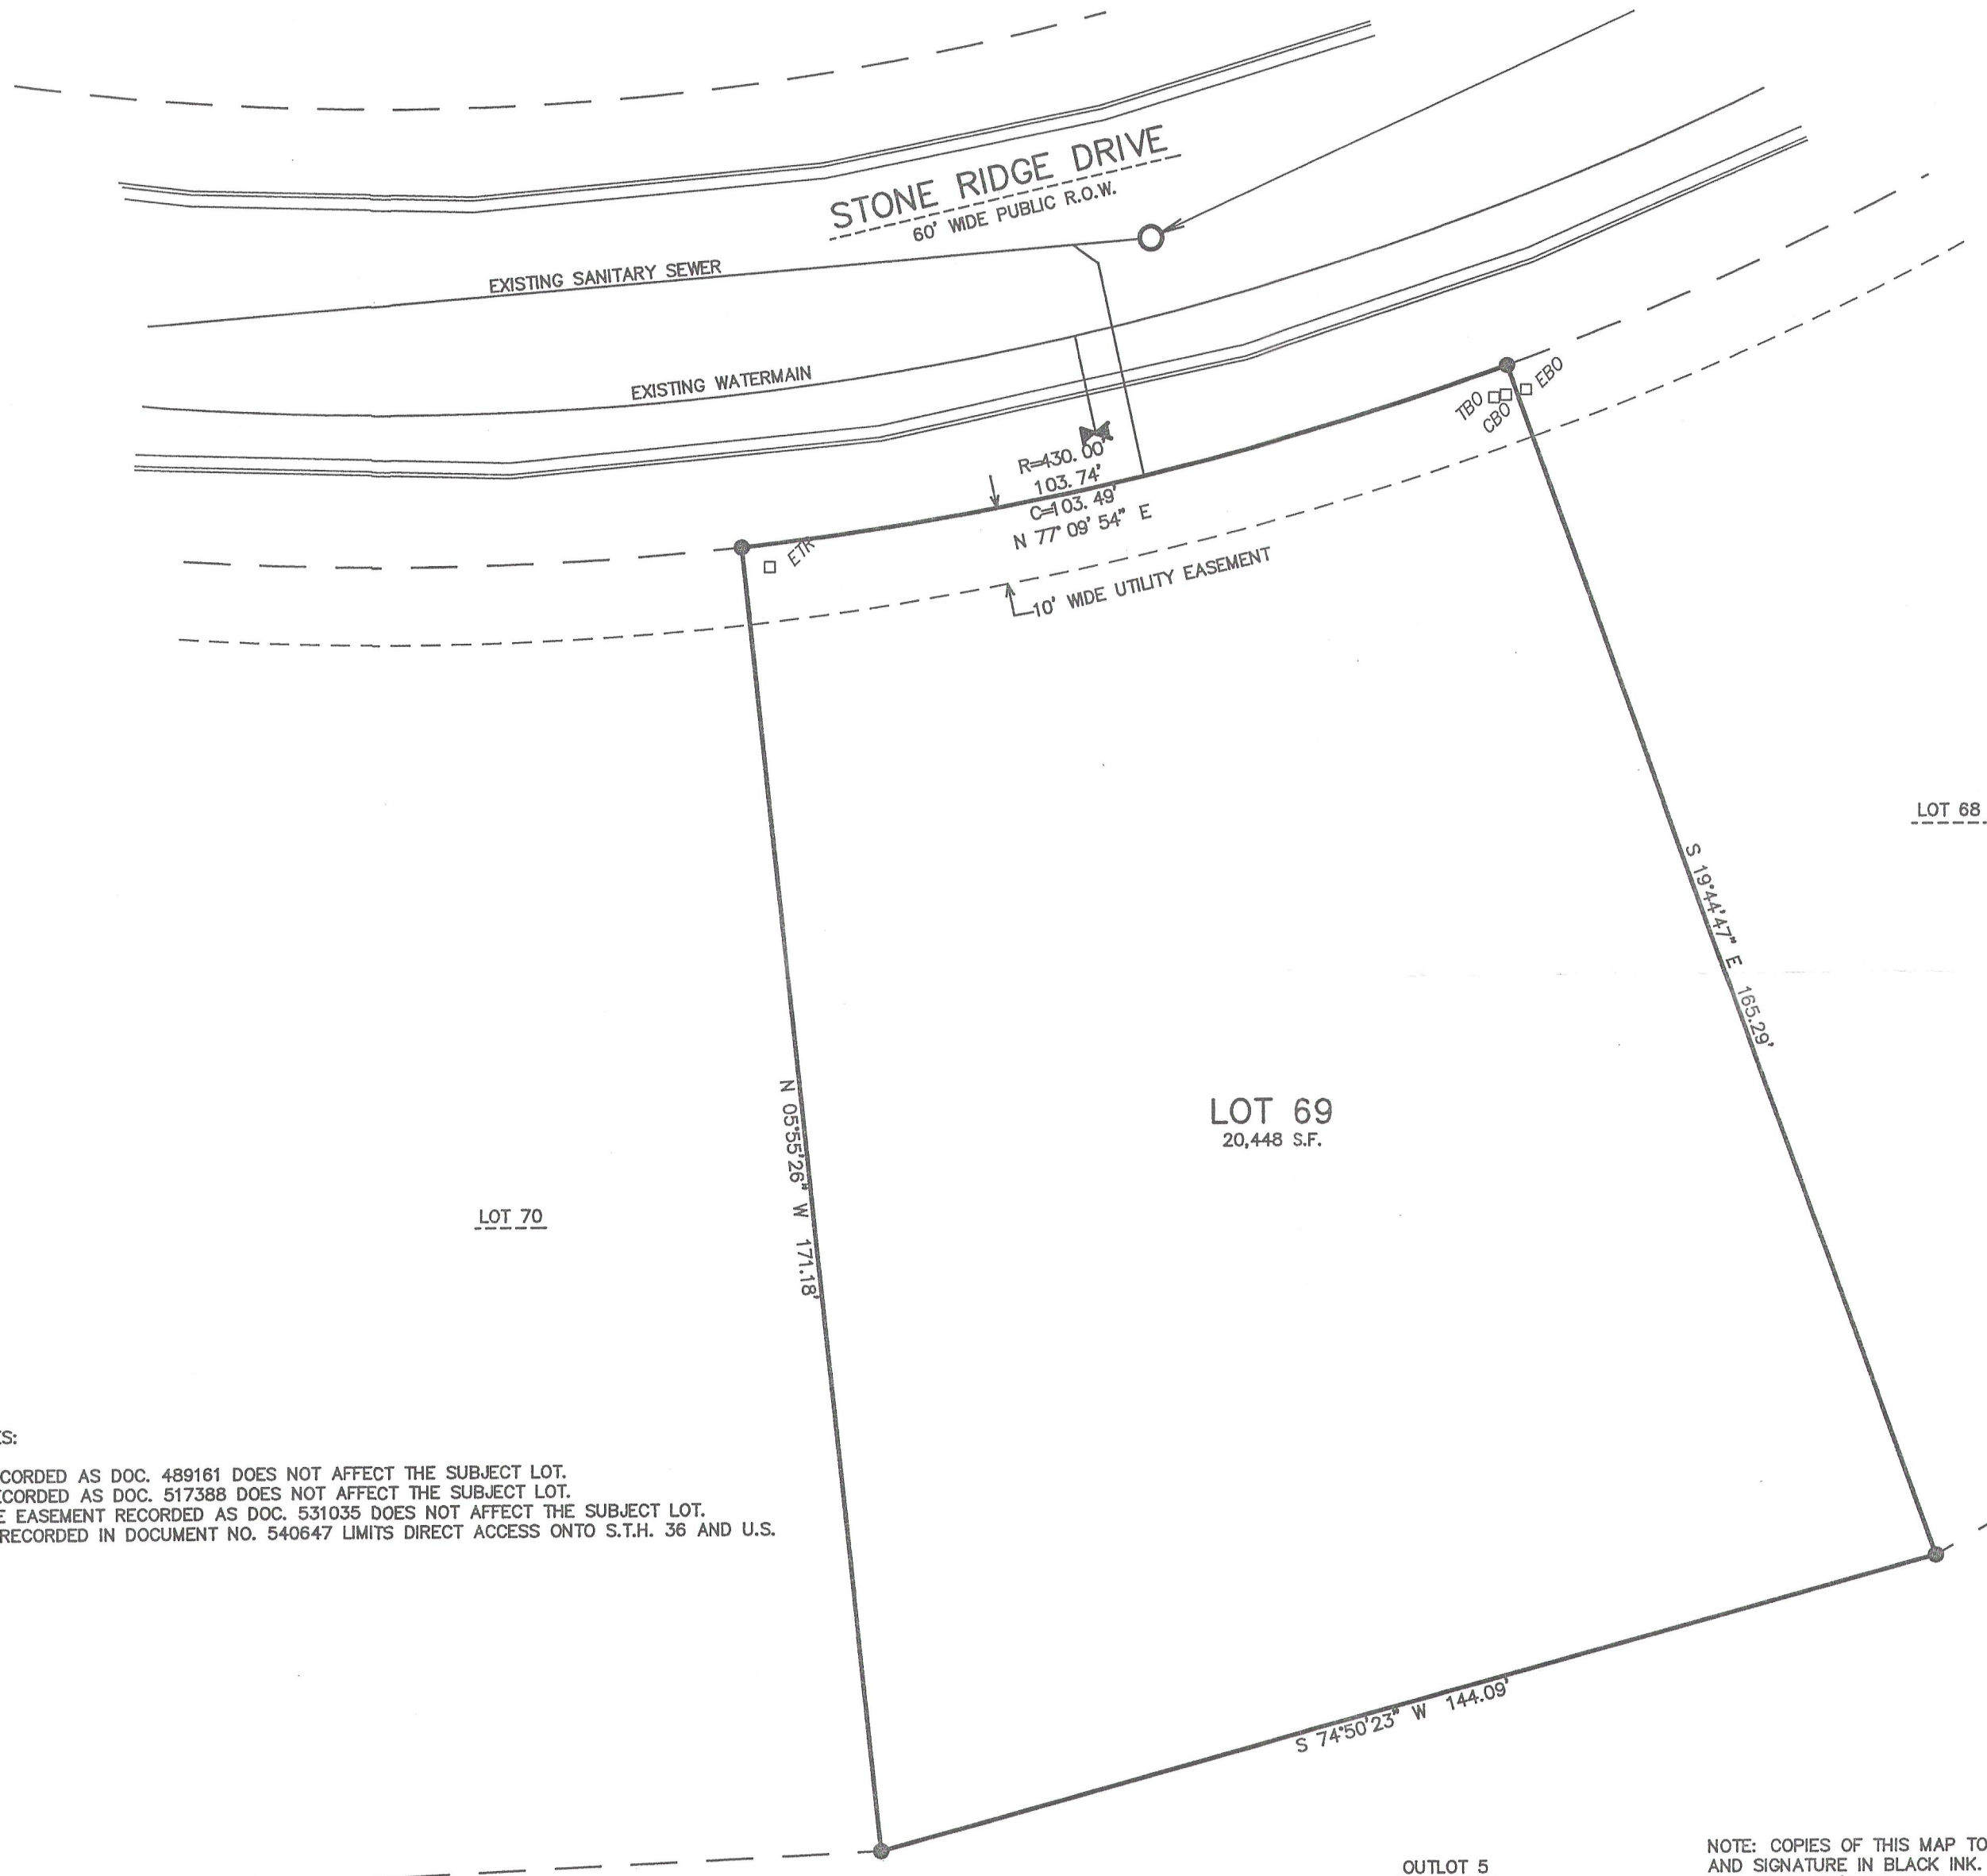 STONE RIDGE DRIVE
60' WIDE PUBLIC R.O.W.
EXISTING SANITARY SEWER
EXISTING WATERMAIN
EBO
TBO
CBO
R=430.00'
103.74'
C=103.49'
N 77°09'54" E
ETR
10' WIDE UTILITY EASEMENT
LOT 68
S 19°44'47" E 165.29'
N 05°55'26" W 171.18'
LOT 69
20,448 S.F.
LOT 70
ES:
CORDED AS DOC. 489161 DOES NOT AFFECT THE SUBJECT LOT.
CORDED AS DOC. 517388 DOES NOT AFFECT THE SUBJECT LOT.
E EASEMENT RECORDED AS DOC. 531035 DOES NOT AFFECT THE SUBJECT LOT.
RECORDED IN DOCUMENT NO. 540647 LIMITS DIRECT ACCESS ONTO S.T.H. 36 AND U.S.
S 74°50'23" W 144.09'
OUTLOT 5
NOTE: COPIES OF THIS MAP TO
AND SIGNATURE IN BLACK INK.